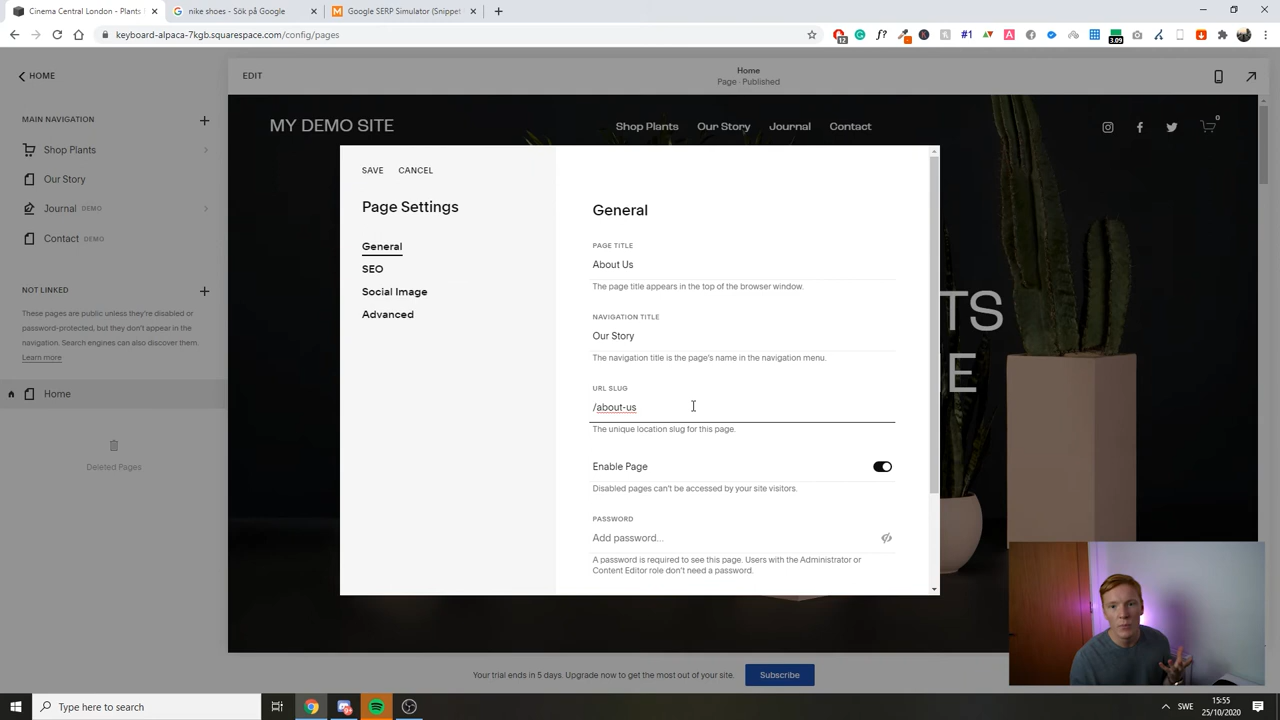 Cinema Central London - Plants
nike shoes - Sök på Google
Google SERP Simulator (Snippet
keyboard-alpaca-7kgb.squarespace.com/config/pages
12
f?
#1
3.09
HOME
EDIT
Home
Page · Published
MAIN NAVIGATION
Shop Plants
Our Story
Journal DEMO
Contact DEMO
NOT LINKED
These pages are public unless they're disabled or
password-protected, but they don't appear in the
navigation. Search engines can also discover them.
Learn more
Home
Deleted Pages
MY DEMO SITE
Shop Plants
Our Story
Journal
Contact
0
TS
E
SAVE
CANCEL
Page Settings
General
SEO
Social Image
Advanced
General
PAGE TITLE
About Us
The page title appears in the top of the browser window.
NAVIGATION TITLE
Our Story
The navigation title is the page's name in the navigation menu.
URL SLUG
/about-us
The unique location slug for this page.
Enable Page
Disabled pages can't be accessed by your site visitors.
PASSWORD
Add password...
A password is required to see this page. Users with the Administrator or
Content Editor role don't need a password.
Your trial ends in 5 days. Upgrade now to get the most out of your site.
Subscribe
Type here to search
SWE
15:55
25/10/2020